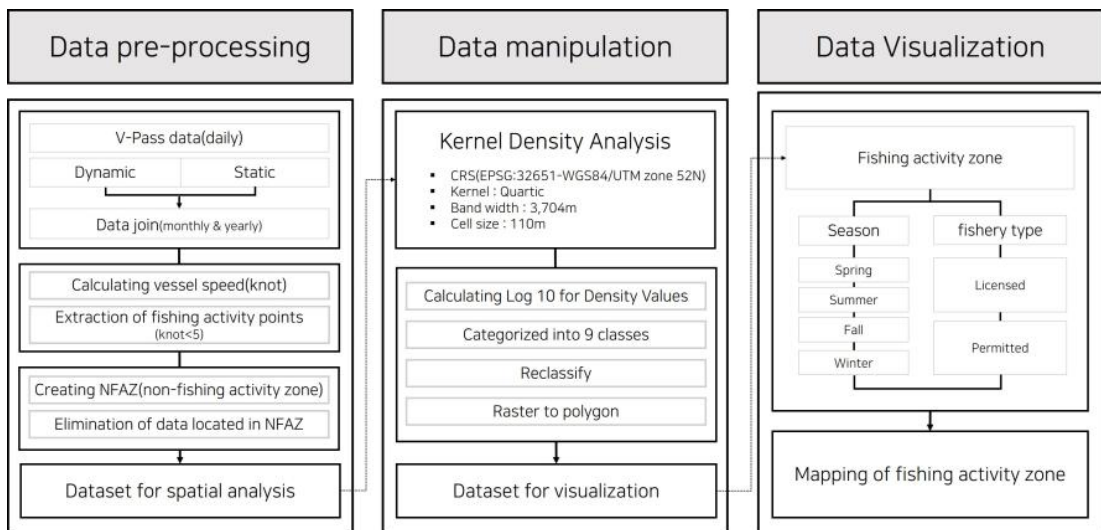 Data pre-processing
V-Pass data(daily)
Dynamic
Static
Data join(monthly & yearly)
Calculating vessel speed(knot)
Extraction of fishing activity points
(knot<5)
Creating NFAZ(non-fishing activity zone)
Elimination of data located in NFAZ
Dataset for spatial analysis
Data manipulation
Kernel Density Analysis
▪ CRS(EPSG:32651-WGS84/UTM zone 52N)
▪ Kernel : Quartic
▪ Band width : 3,704m
▪ Cell size : 110m
Calculating Log 10 for Density Values
Categorized into 9 classes
Reclassify
Raster to polygon
Dataset for visualization
Data Visualization
Fishing activity zone
Season
Spring
Summer
Fall
Winter
fishery type
Licensed
Permitted
Mapping of fishing activity zone